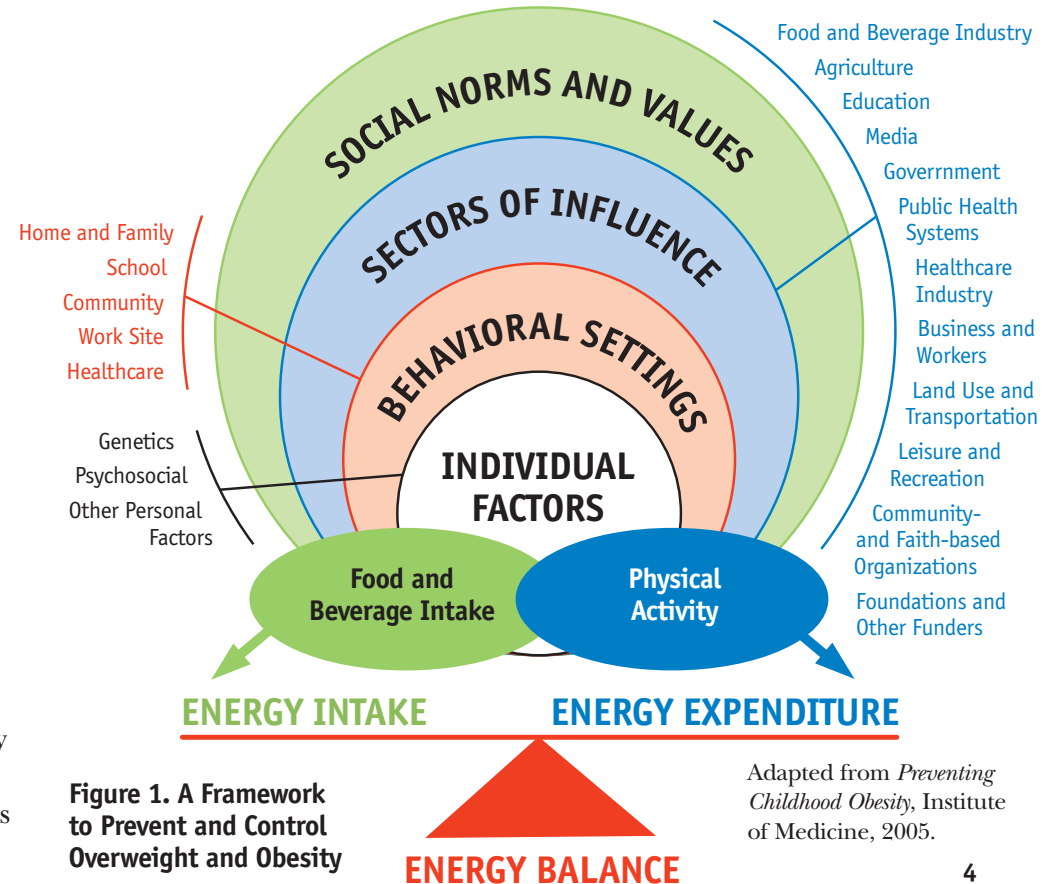 SOCIAL NORMS AND VALUES
SECTORS OF INFLUENCE
BEHAVIORAL SETTINGS
INDIVIDUAL
FACTORS
Home and Family
School
Community
Work Site
Healthcare
Genetics
Psychosocial
Other Personal
Factors
Food and Beverage Industry
Agriculture
Education
Media
Goverrnment
Public Health
Systems
Healthcare
Industry
Business and
Workers
Land Use and
Transportation
Leisure and
Recreation
Community-
and Faith-based
Organizations
Foundations and
Other Funders
Food and
Beverage Intake
Physical
Activity
ENERGY INTAKE
ENERGY EXPENDITURE
ENERGY BALANCE
y
s
Figure 1. A Framework
to Prevent and Control
Overweight and Obesity
Adapted from Preventing
Childhood Obesity, Institute
of Medicine, 2005.
4